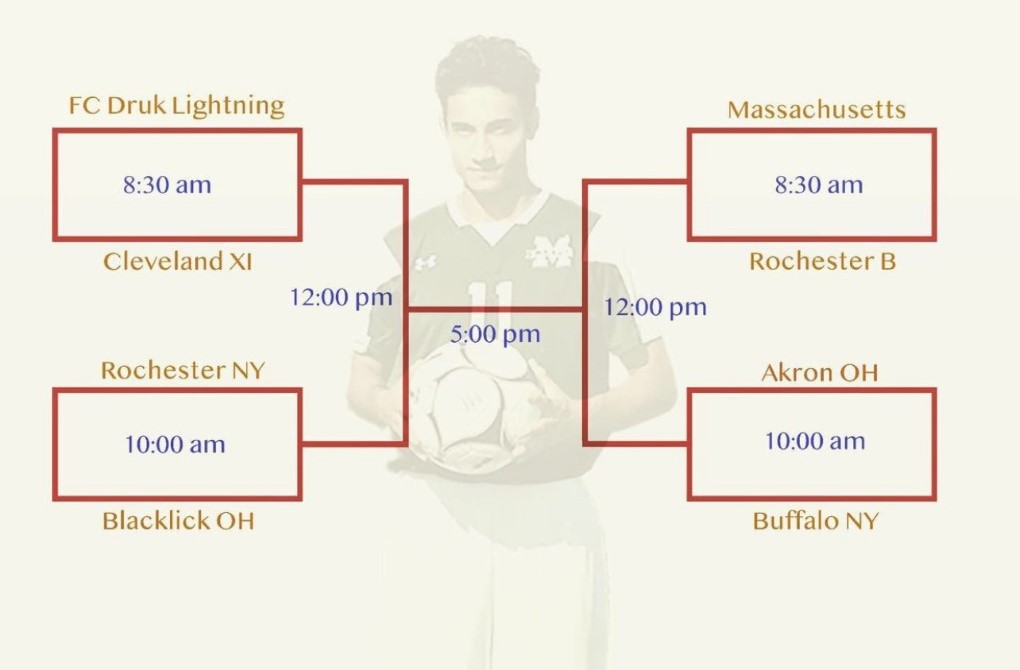 FC Druk Lightning
8:30 am
Cleveland XI
Massachusetts
8:30 am
Rochester B
12:00 pm
12:00 pm
11
5:00 pm
Rochester NY
10:00 am
Blacklick OH
Akron OH
10:00 am
Buffalo NY